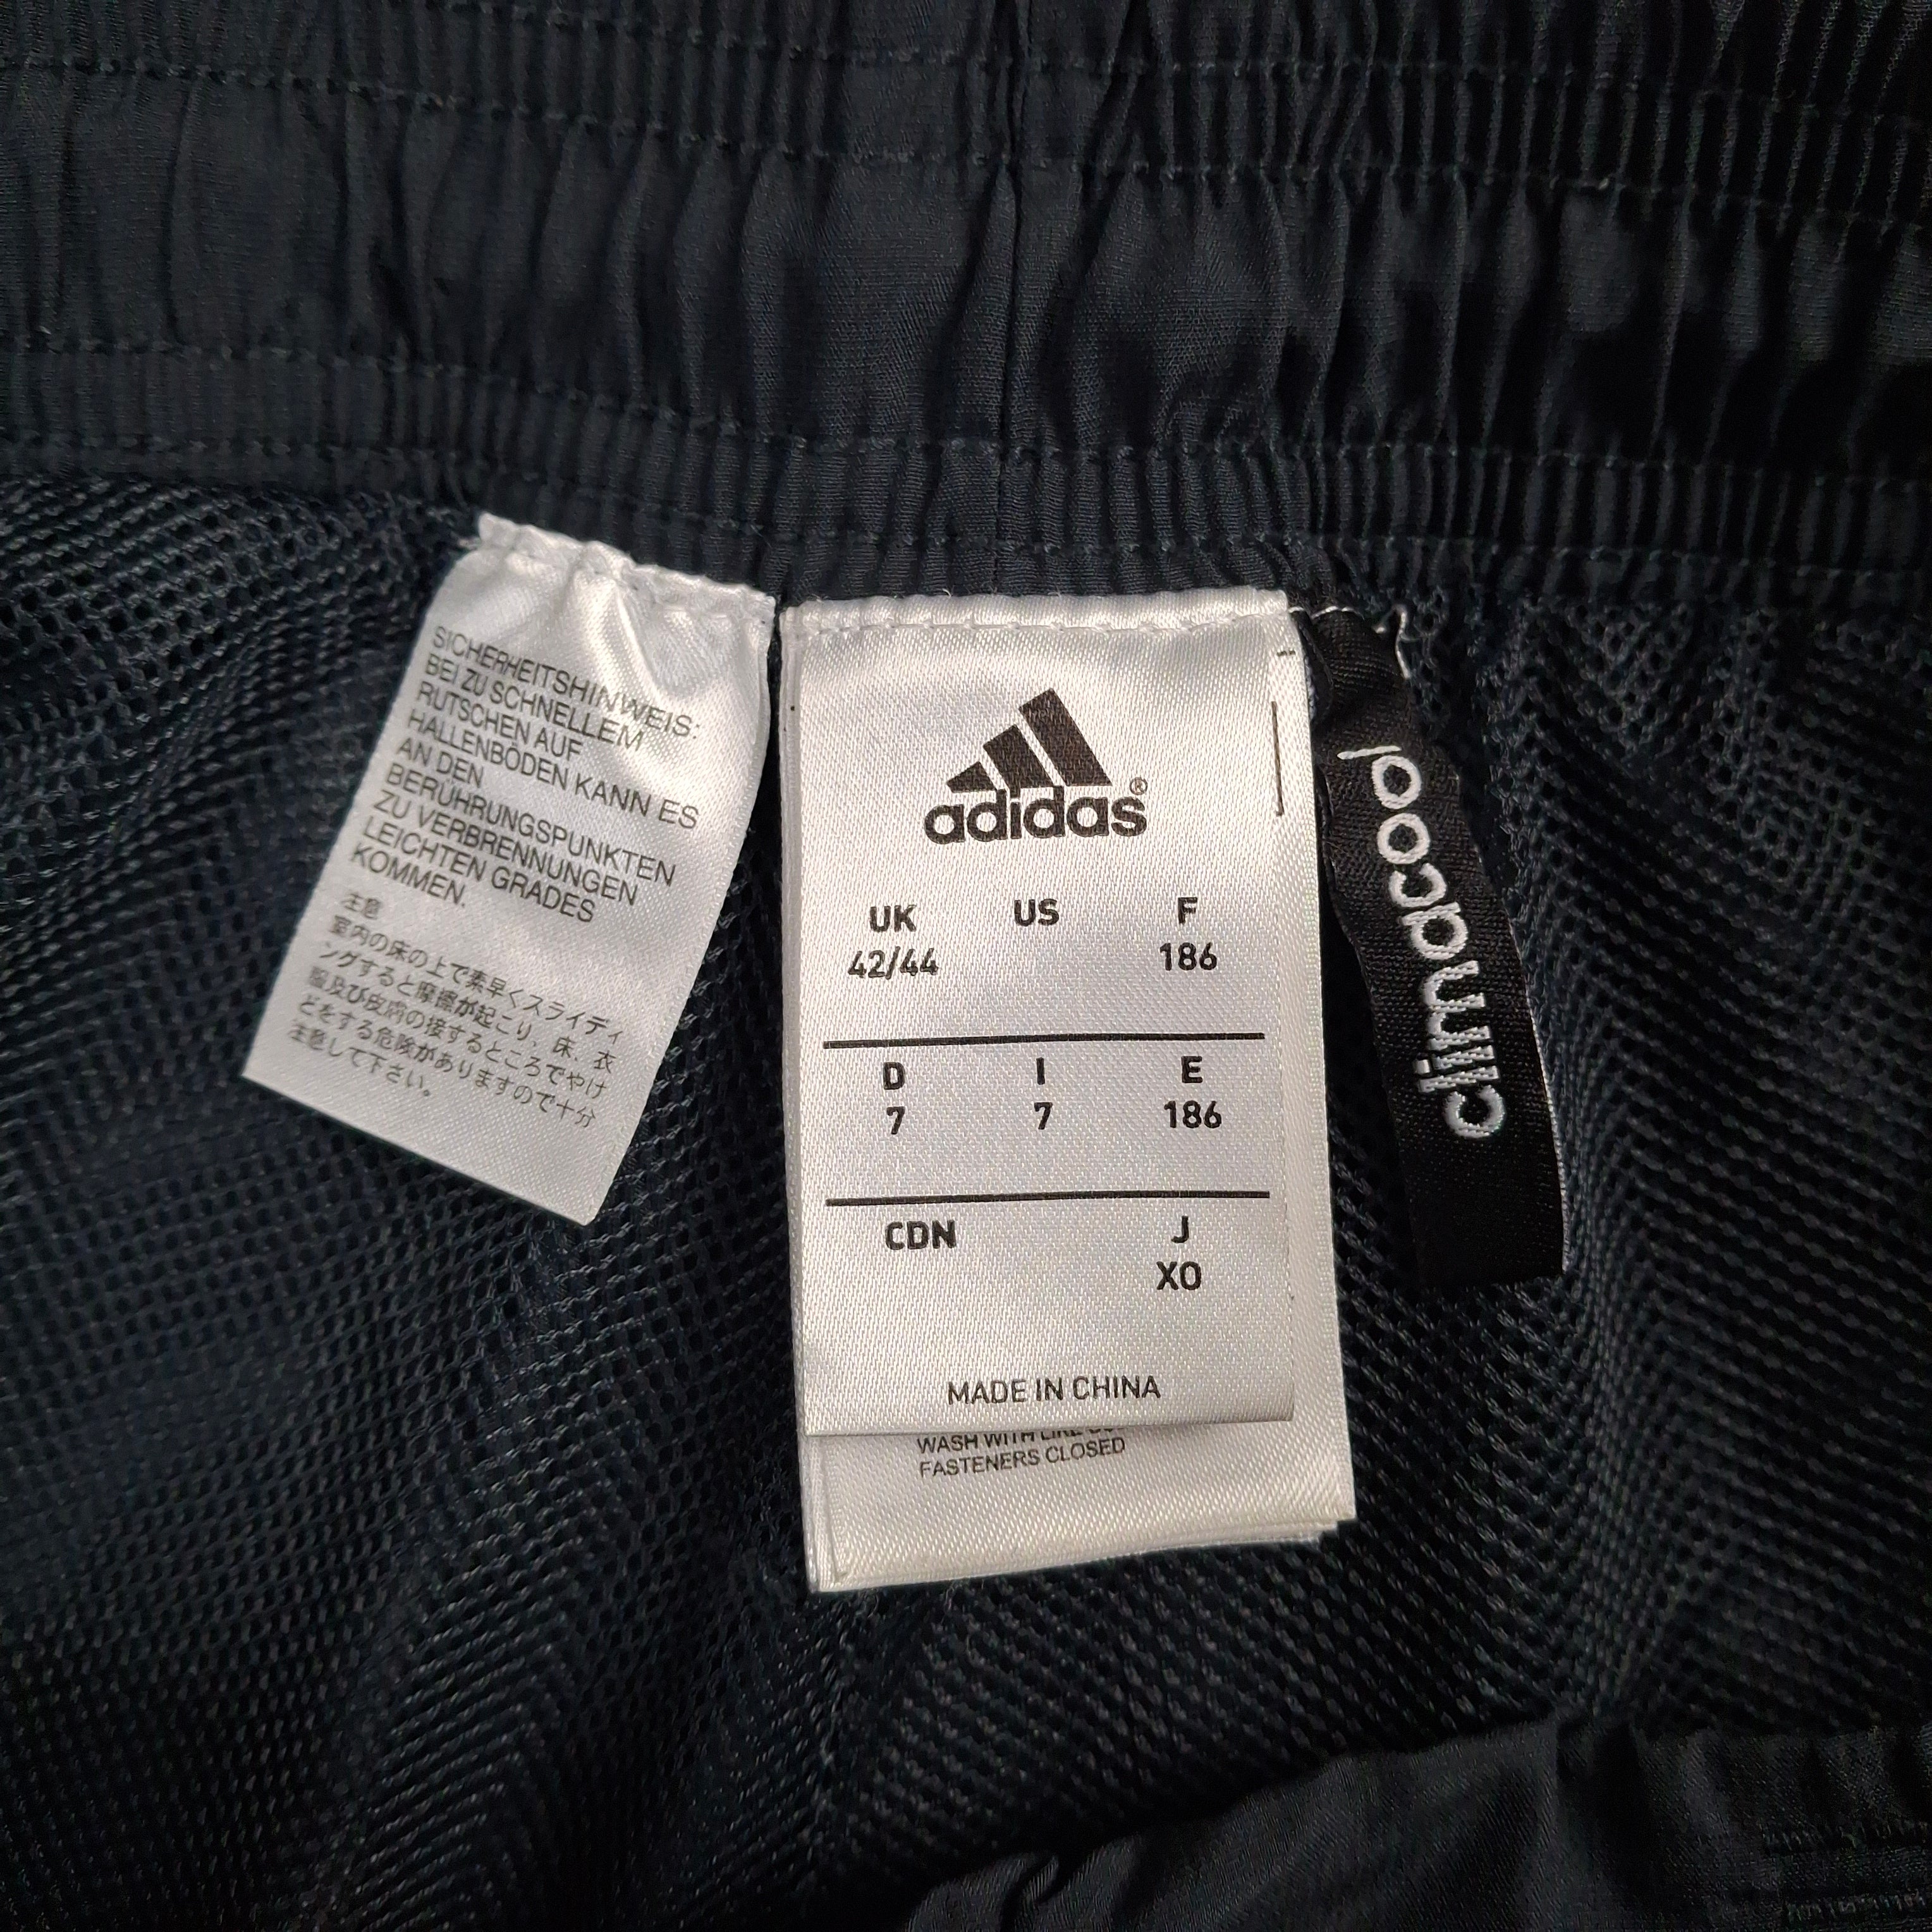 SICHERHEITSHINWEIS:
BEI ZU SCHNELLEM
RUTSCHEN AUF
HALLENBÖDEN KANN ES
AN DEN
BERÜHRUNGSPUNKTEN
ZU VERBRENNUNGEN
LEICHTEN GRADES
KOMMEN.
注意
室内の床の上で素早くスライディ
ングすると摩擦が起こり、床、衣
服及び皮膚の接するところでやけ
どをする危険がありますので十分
注意して下さい。
adidas®
UK US F
42/44 186
D I E
7 7 186
CDN J
XO
MADE IN CHINA
WASH WITH LIKE
FASTENERS CLOSED
climacool